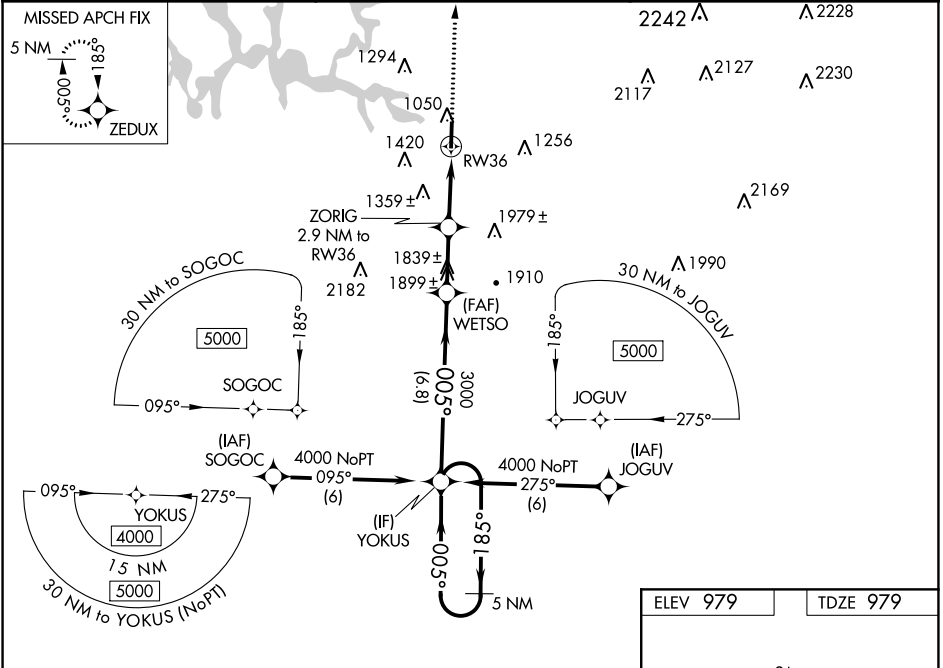 MISSED APCH FIX
5 NM
185°
005°
ZEDUX
2242
2228
1294
2117
2127
2230
1050
1420
RW36
1256
1359±
2169
ZORIG
2.9 NM to
RW36
1979±
1839±
1899±
2182
1910
1990
(FAF)
WETSO
30 NM to SOGOC
5000
185°
SOGOC
095°
30 NM to JOGUV
5000
185°
JOGUV
275°
3000
005°
(6.8)
(IAF)
SOGOC
4000 NoPT
095°
(6)
4000 NoPT
275°
(6)
(IAF)
JOGUV
(IF)
YOKUS
095°
275°
YOKUS
4000
15 NM
5000
30 NM to YOKUS (NoPT)
005°
185°
5 NM
ELEV 979
TDZE 979